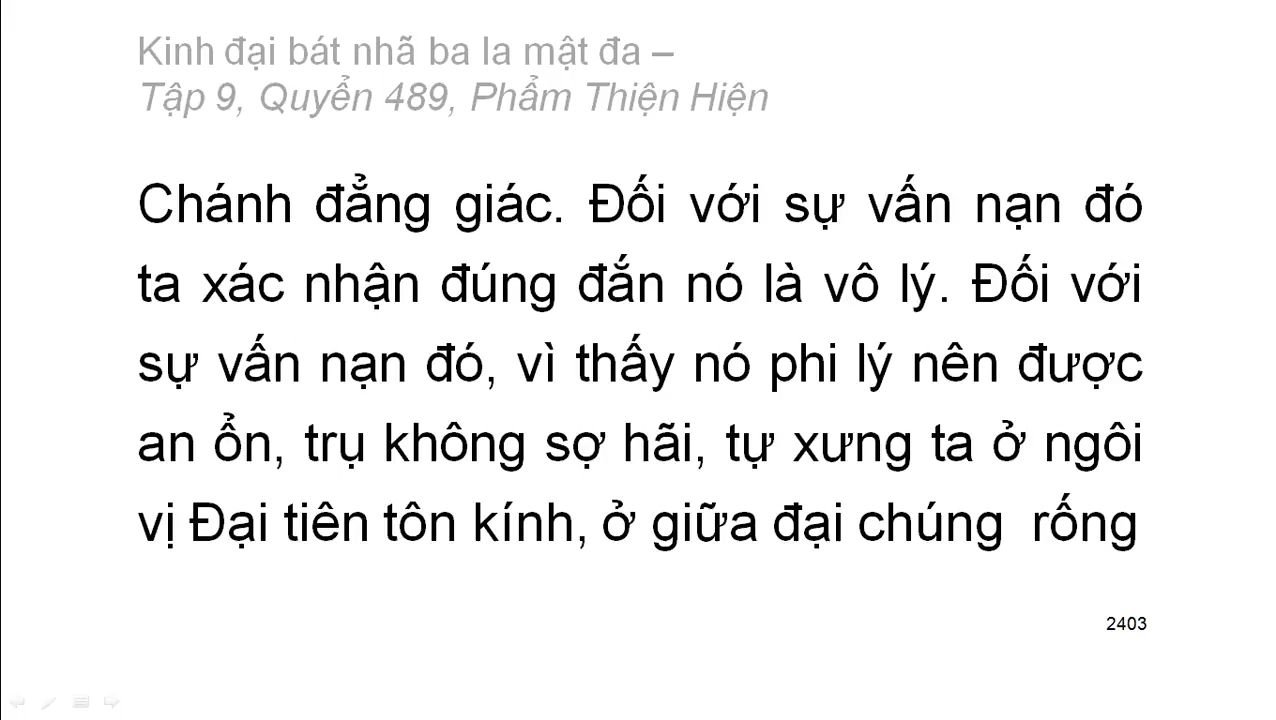 Kinh đại bát nhã ba la mật đa –
Tập 9, Quyển 489, Phẩm Thiện Hiện
Chánh đẳng giác. Đối với sự vấn nạn đó
ta xác nhận đúng đắn nó là vô lý. Đối với
sự vấn nạn đó, vì thấy nó phi lý nên được
an ổn, trụ không sợ hãi, tự xưng ta ở ngôi
vị Đại tiên tôn kính, ở giữa đại chúng rống
2403